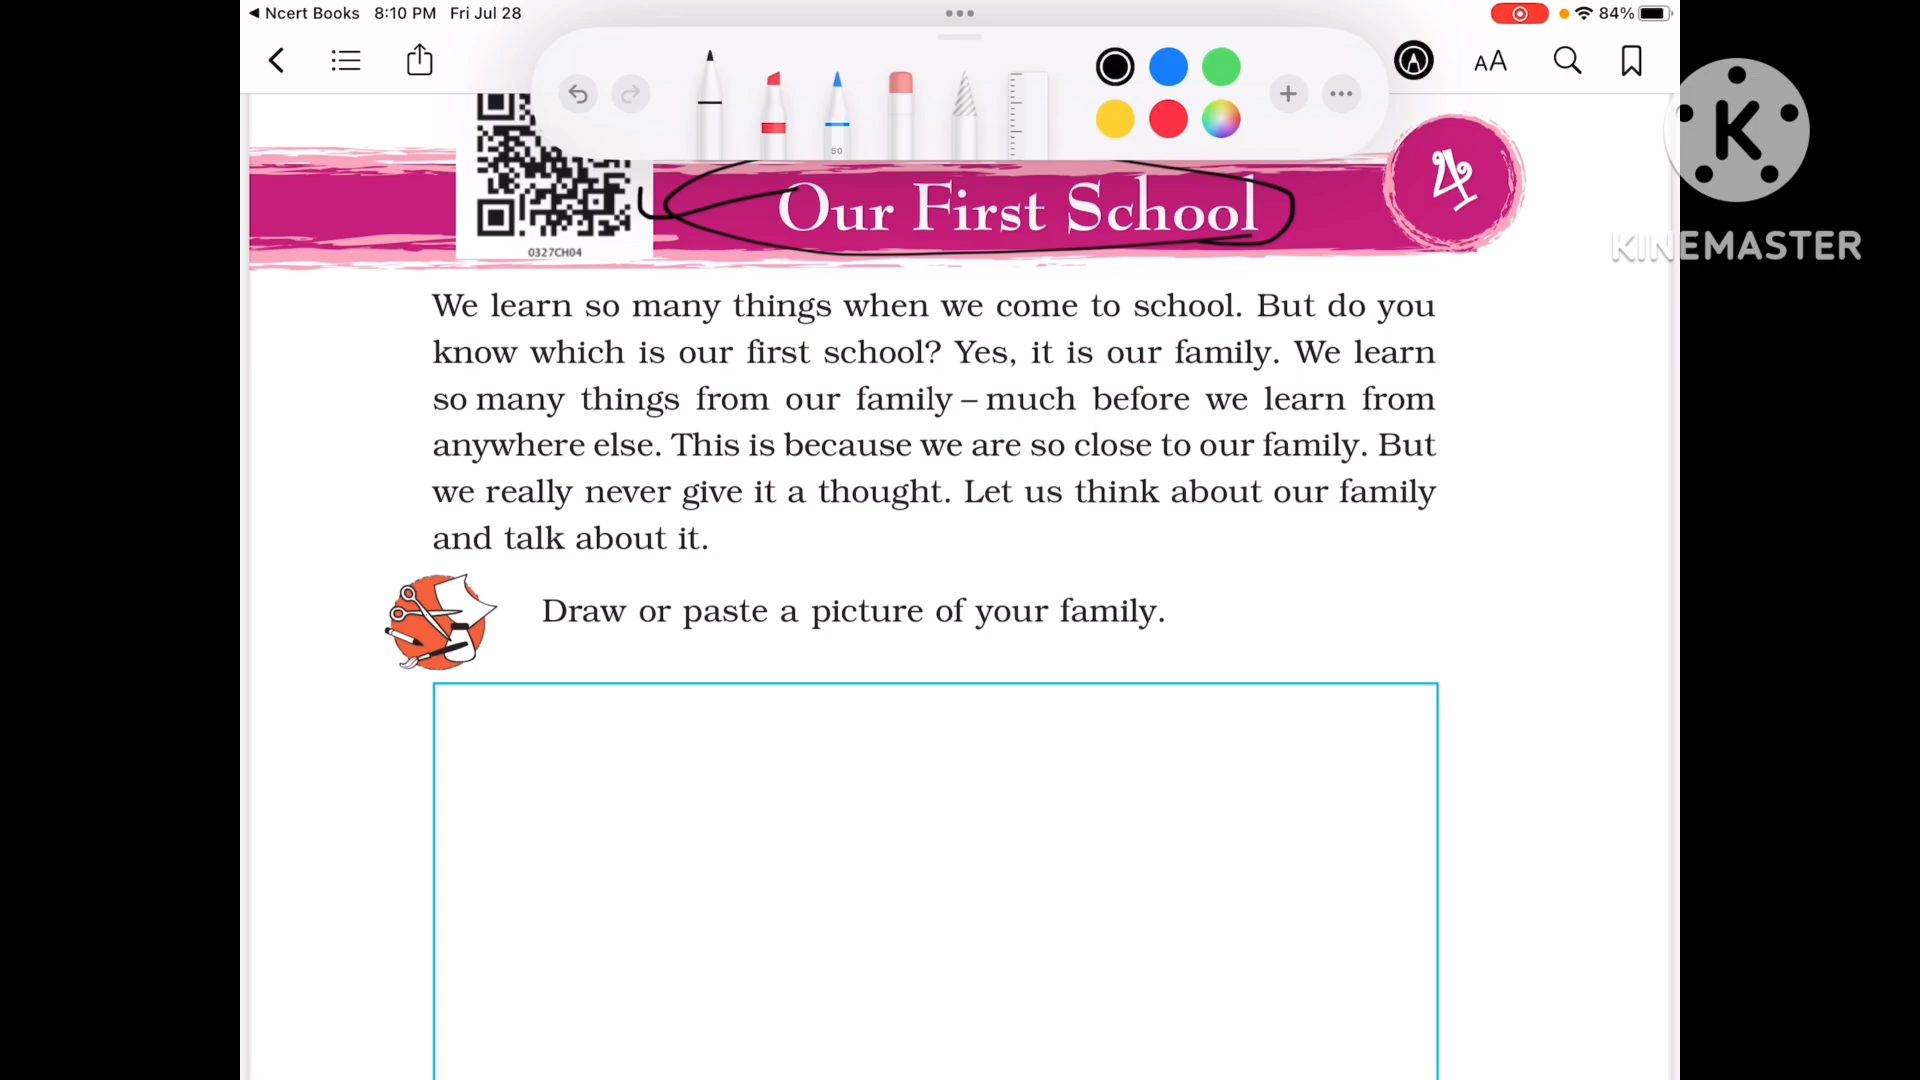 Ncert Books 8:10 PM Fri Jul 28
84%
AA
50
Our First School
4
K
KINEMASTER
0327CH04
We learn so many things when we come to school. But do you
know which is our first school? Yes, it is our family. We learn
so many things from our family – much before we learn from
anywhere else. This is because we are so close to our family. But
we really never give it a thought. Let us think about our family
and talk about it.
Draw or paste a picture of your family.